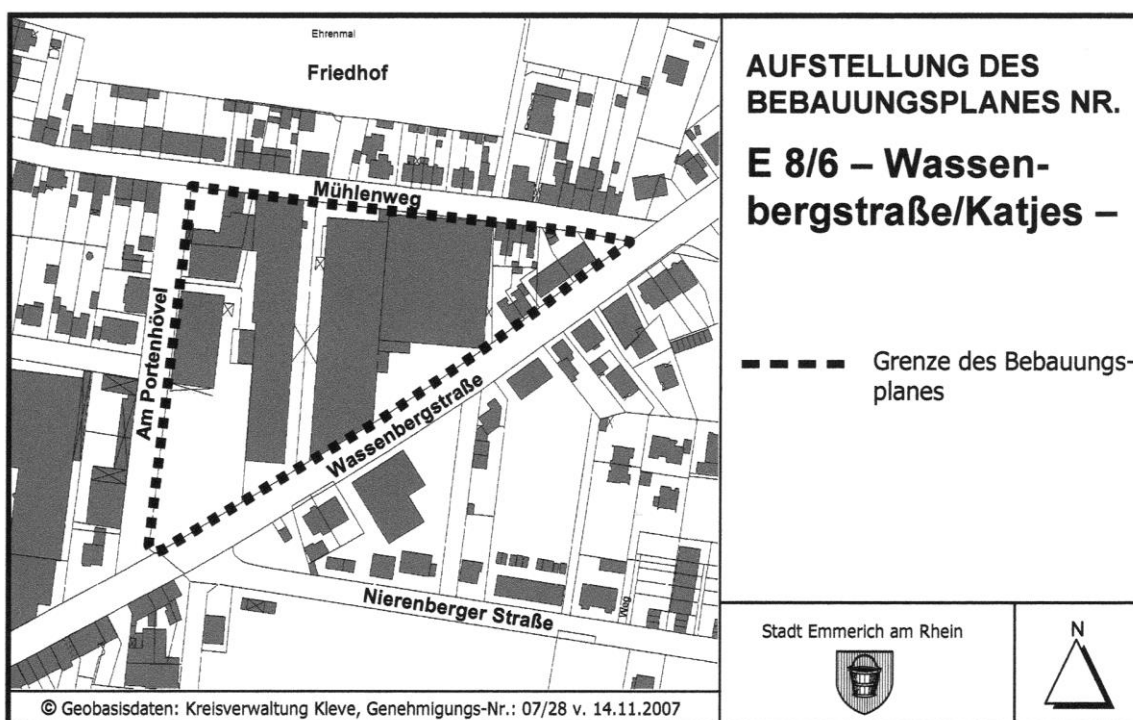 Ehrenmal
Friedhof
Mühlenweg
Am Portenhövel
Wassenbergstraße
Nierenberger Straße
Weg
© Geobasisdaten: Kreisverwaltung Kleve, Genehmigungs-Nr.: 07/28 v. 14.11.2007
AUFSTELLUNG DES
BEBAUUNGSPLANES NR.
E 8/6 – Wassen-
bergstraße/Katjes –
Grenze des Bebauungs-
planes
Stadt Emmerich am Rhein
N